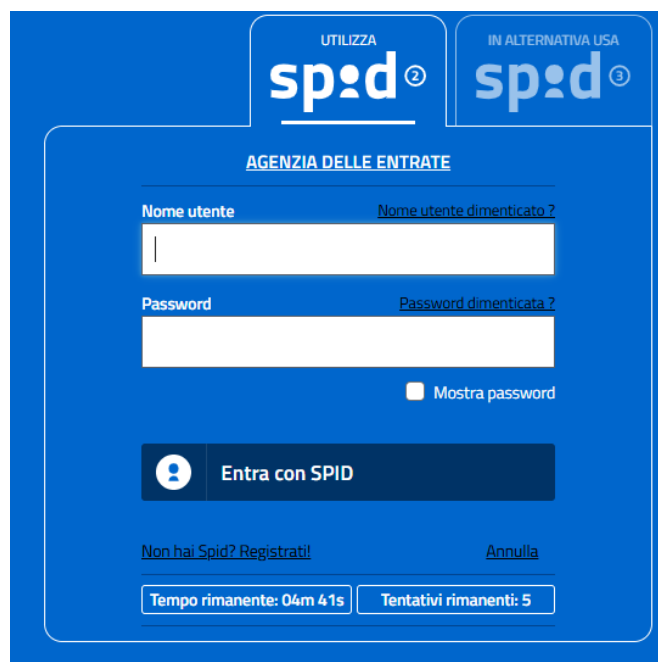 UTILIZZA
spid 2
IN ALTERNATIVA USA
spid 3
AGENZIA DELLE ENTRATE
Nome utente Nome utente dimenticato ?
Password Password dimenticata ?
Mostra password
Entra con SPID
Non hai Spid? Registrati! Annulla
Tempo rimanente: 04m 41s Tentativi rimanenti: 5